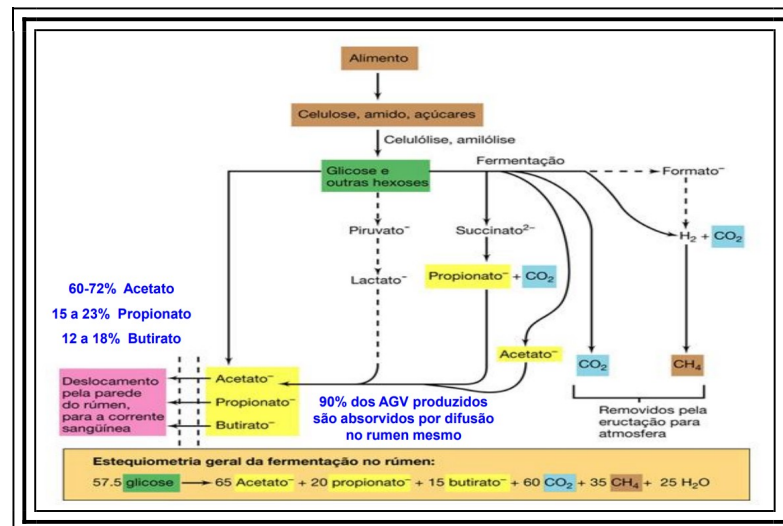 Alimento
Celulose, amido, açúcares
Celulólise, amilólise
Fermentação
Glicose e
outras hexoses
Formato⁻
Piruvato⁻
Succinato²⁻
H₂ + CO₂
Lactato⁻
Propionato⁻ + CO₂
60-72% Acetato
15 a 23% Propionato
12 a 18% Butirato
Acetato⁻
CO₂
CH₄
Deslocamento
pela parede
do rúmen,
para a corrente
sangüínea
Acetato⁻
Propionato⁻
Butirato⁻
90% dos AGV produzidos
são absorvidos por difusão
no rumen mesmo
Removidos pela
eructação para
atmosfera
Estequiometria geral da fermentação no rúmen:
57.5 glicose → 65 Acetato⁻ + 20 propionato⁻ + 15 butirato⁻ + 60 CO₂ + 35 CH₄ + 25 H₂O